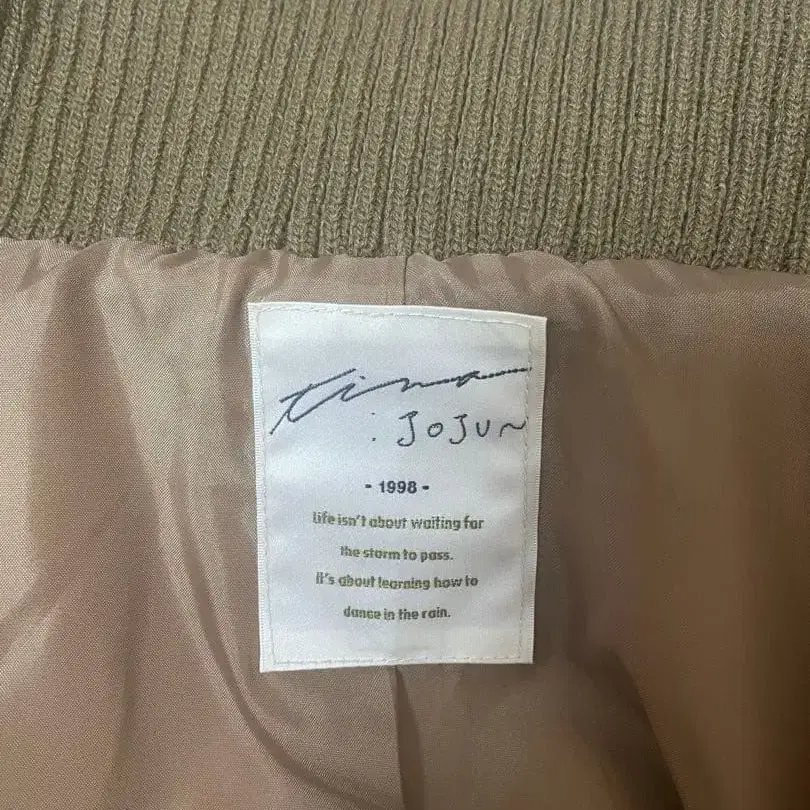 tina
: JOJUN
- 1998 -
life isn't about waiting for
the storm to pass.
it's about learning how to
dance in the rain.